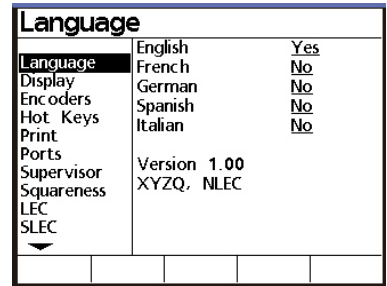 Language
Language
Display
Encoders
Hot Keys
Print
Ports
Supervisor
Squareness
LEC
SLEC
English Yes
French No
German No
Spanish No
Italian No
Version 1.00
XYZQ, NLEC